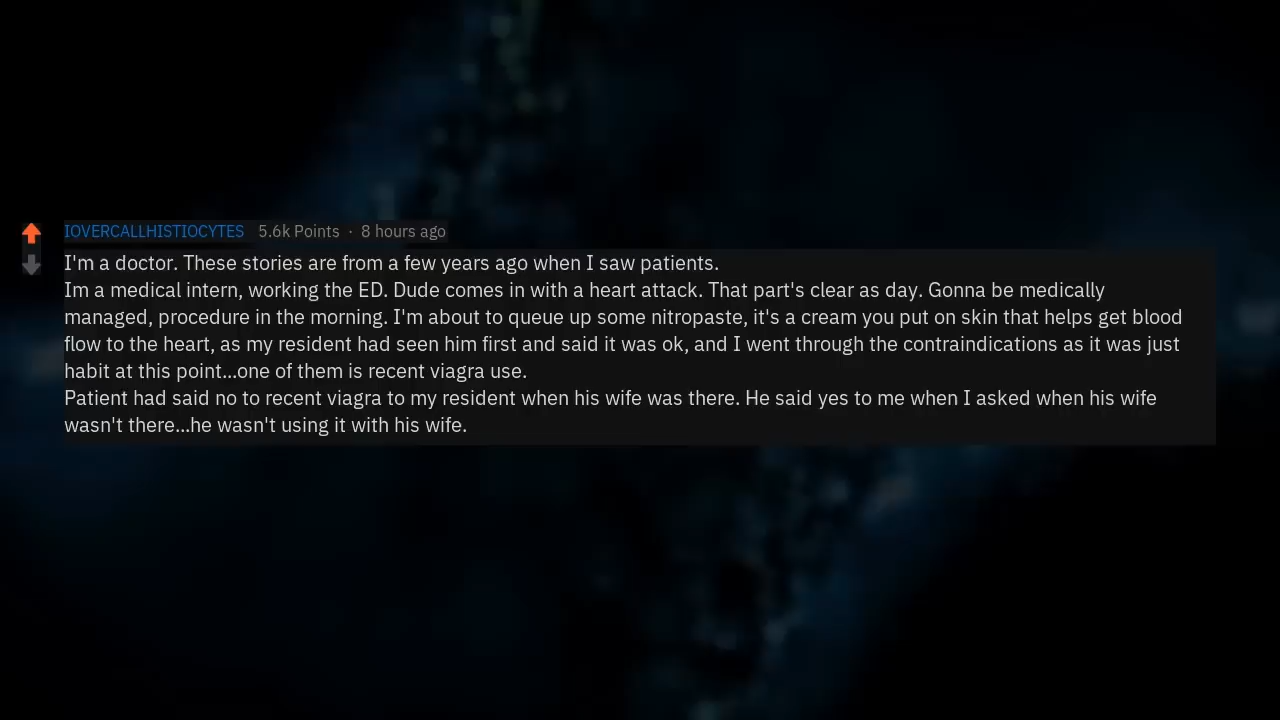 IOVERCALLHISTIOCYTES 5.6k Points · 8 hours ago
I'm a doctor. These stories are from a few years ago when I saw patients.
Im a medical intern, working the ED. Dude comes in with a heart attack. That part's clear as day. Gonna be medically
managed, procedure in the morning. I'm about to queue up some nitropaste, it's a cream you put on skin that helps get blood
flow to the heart, as my resident had seen him first and said it was ok, and I went through the contraindications as it was just
habit at this point...one of them is recent viagra use.
Patient had said no to recent viagra to my resident when his wife was there. He said yes to me when I asked when his wife
wasn't there...he wasn't using it with his wife.